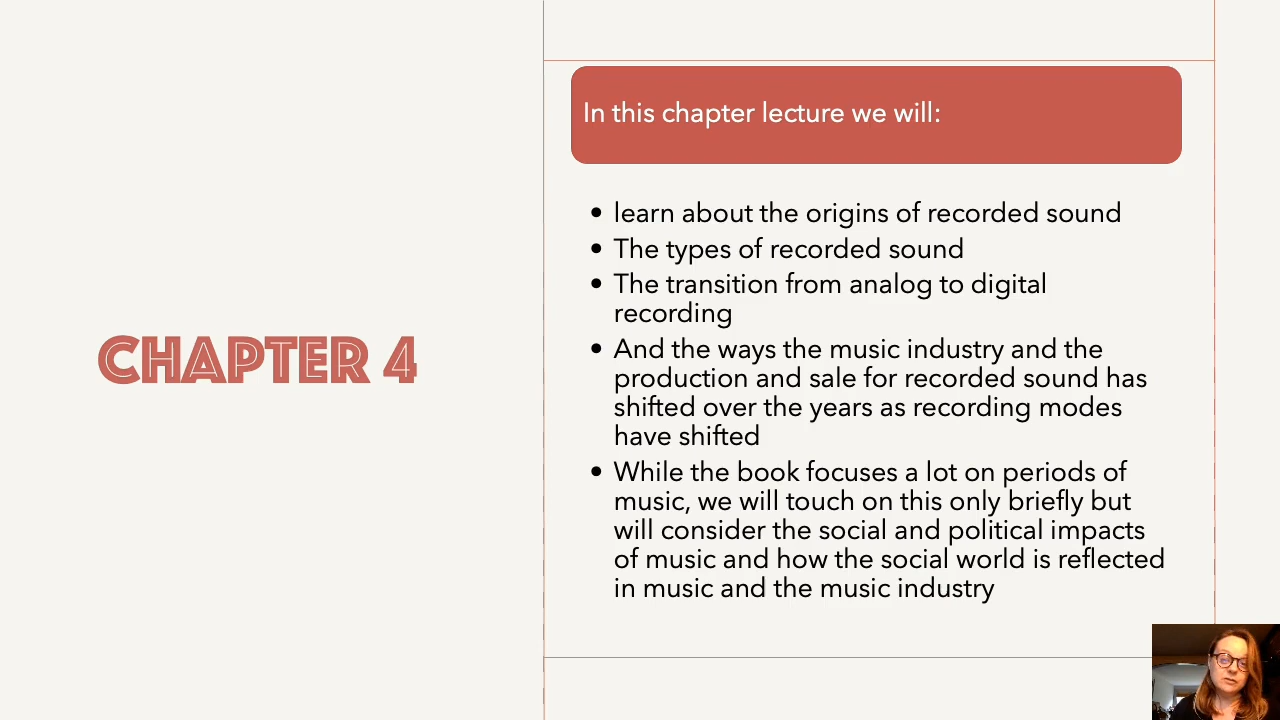 CHAPTER 4
In this chapter lecture we will:
• learn about the origins of recorded sound
• The types of recorded sound
• The transition from analog to digital
recording
• And the ways the music industry and the
production and sale for recorded sound has
shifted over the years as recording modes
have shifted
• While the book focuses a lot on periods of
music, we will touch on this only briefly but
will consider the social and political impacts
of music and how the social world is reflected
in music and the music industry